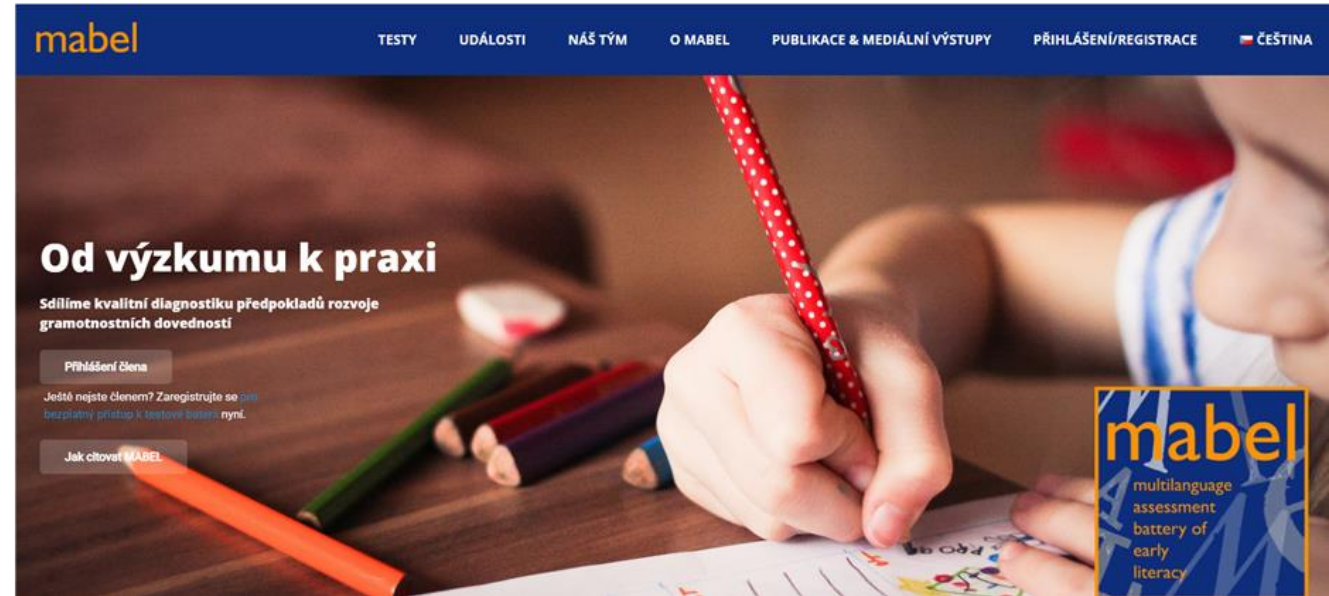 mabel
TESTY UDÁLOSTI NÁŠ TÝM O MABEL PUBLIKACE & MEDIÁLNÍ VÝSTUPY PŘIHLÁŠENÍ/REGISTRACE ČEŠTINA
Od výzkumu k praxi
Sdílíme kvalitní diagnostiku předpokladů rozvoje
gramotnostních dovedností
Přihlášení člena
Ještě nejste členem? Zaregistrujte se pro
bezplatný přístup k testové baterii nyní.
Jak citovat MABEL
mabel
multilanguage
assessment
battery of
early
literacy